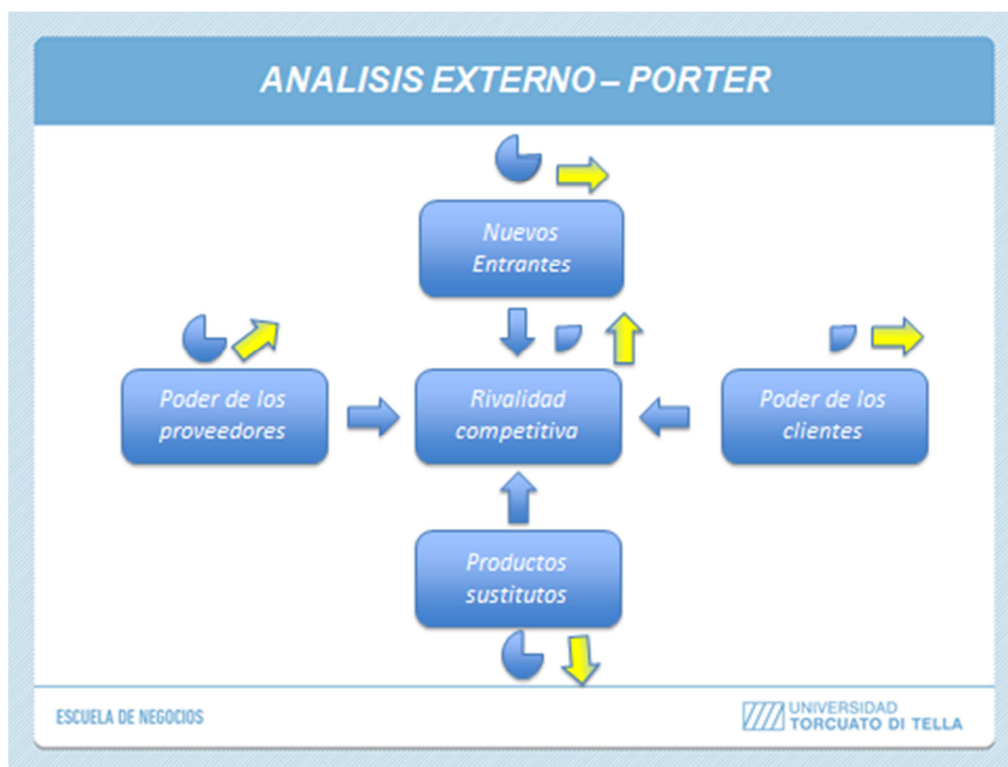 ANALISIS EXTERNO – PORTER
Nuevos
Entrantes
Poder de los
proveedores
Rivalidad
competitiva
Poder de los
clientes
Productos
sustitutos
ESCUELA DE NEGOCIOS
UNIVERSIDAD
TORCUATO DI TELLA